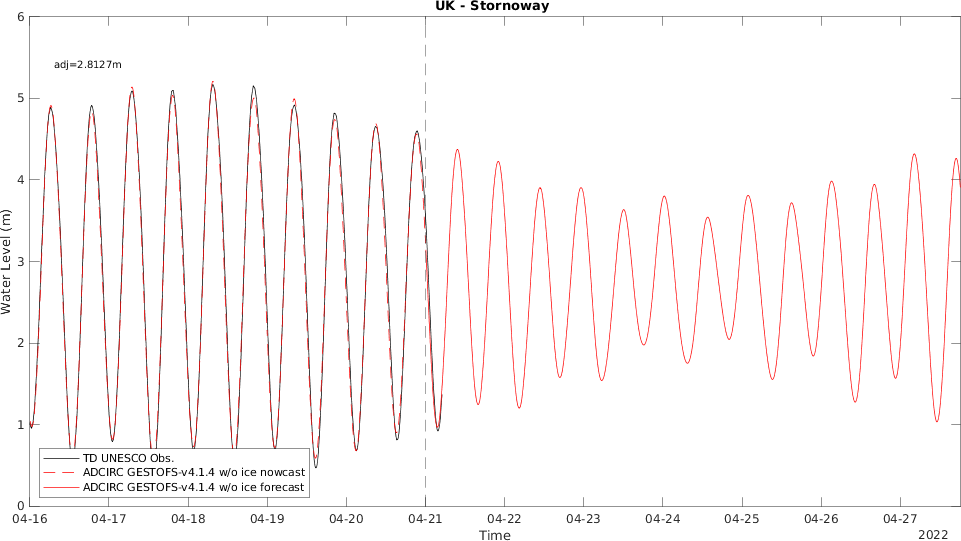 UK - Stornoway
6
adj=2.8127m
5
4
3
2
1
0
Water Level (m)
TD UNESCO Obs.
ADCIRC GESTOFS-v4.1.4 w/o ice nowcast
ADCIRC GESTOFS-v4.1.4 w/o ice forecast
04-16 04-17 04-18 04-19 04-20 04-21 04-22 04-23 04-24 04-25 04-26 04-27
Time
2022